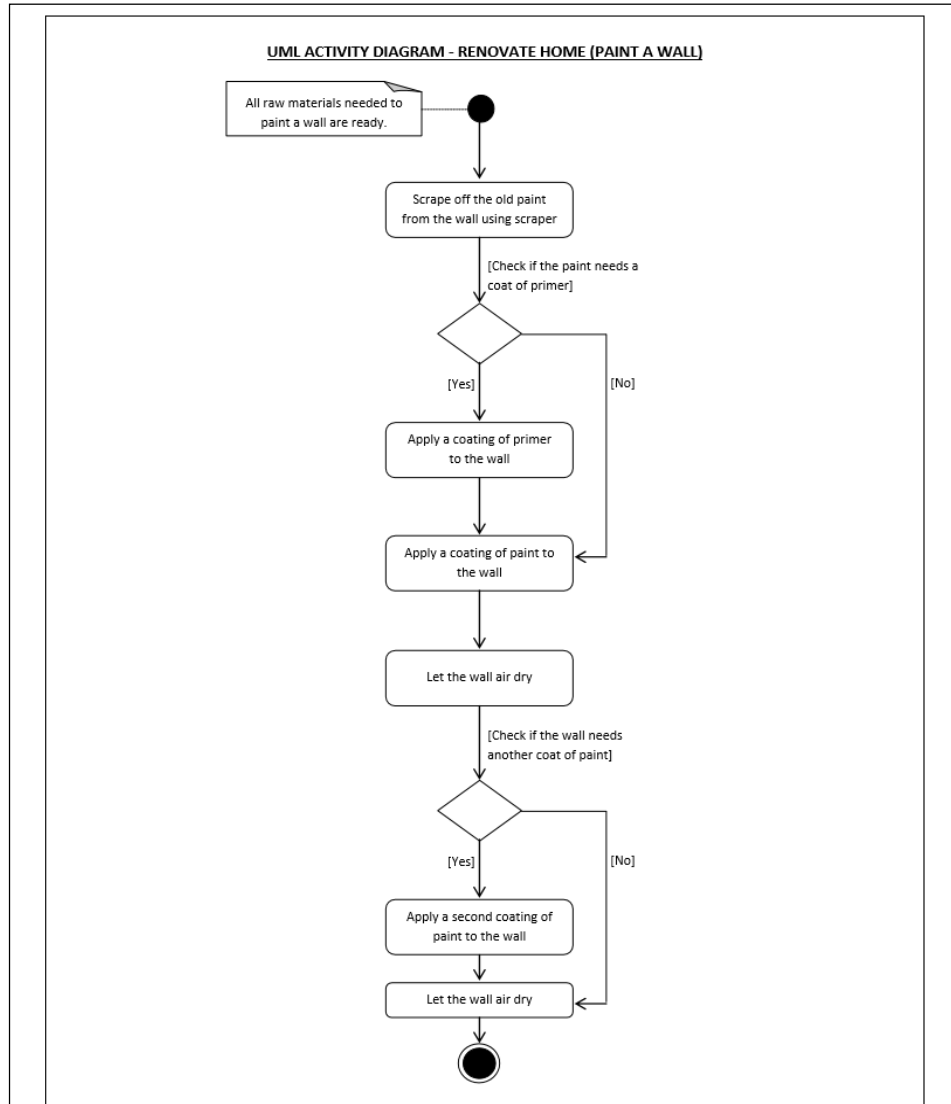 UML ACTIVITY DIAGRAM - RENOVATE HOME (PAINT A WALL)
All raw materials needed to
paint a wall are ready.
Scrape off the old paint
from the wall using scraper
[Check if the paint needs a
coat of primer]
[Yes]
[No]
Apply a coating of primer
to the wall
Apply a coating of paint to
the wall
Let the wall air dry
[Check if the wall needs
another coat of paint]
[Yes]
[No]
Apply a second coating of
paint to the wall
Let the wall air dry